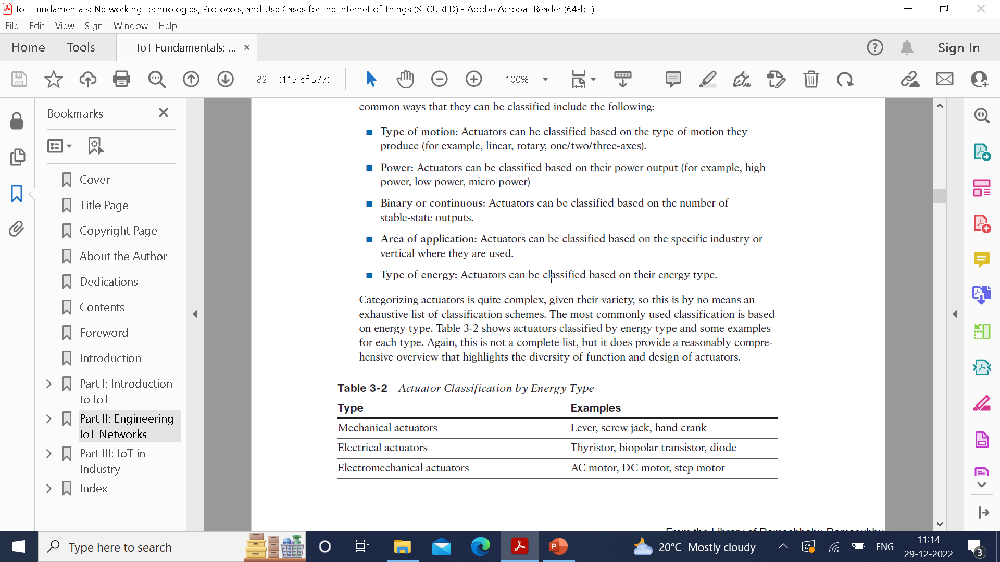 IoT Fundamentals: Networking Technologies, Protocols, and Use Cases for the Internet of Things (SECURED) - Adobe Acrobat Reader (64-bit)
File Edit View Sign Window Help
Home Tools IoT Fundamentals: ... × Sign In
82 (115 of 577) 100%
Bookmarks
Cover
Title Page
Copyright Page
About the Author
Dedications
Contents
Foreword
Introduction
Part I: Introduction
to IoT
Part II: Engineering
IoT Networks
Part III: IoT in
Industry
Index
common ways that they can be classified include the following:
■ Type of motion: Actuators can be classified based on the type of motion they
produce (for example, linear, rotary, one/two/three-axes).
■ Power: Actuators can be classified based on their power output (for example, high
power, low power, micro power)
■ Binary or continuous: Actuators can be classified based on the number of
stable-state outputs.
■ Area of application: Actuators can be classified based on the specific industry or
vertical where they are used.
■ Type of energy: Actuators can be classified based on their energy type.
Categorizing actuators is quite complex, given their variety, so this is by no means an
exhaustive list of classification schemes. The most commonly used classification is based
on energy type. Table 3-2 shows actuators classified by energy type and some examples
for each type. Again, this is not a complete list, but it does provide a reasonably compre-
hensive overview that highlights the diversity of function and design of actuators.
Table 3-2 Actuator Classification by Energy Type
Type Examples
Mechanical actuators Lever, screw jack, hand crank
Electrical actuators Thyristor, biopolar transistor, diode
Electromechanical actuators AC motor, DC motor, step motor
From the Library of
Type here to search
20°C Mostly cloudy
ENG
11:14
29-12-2022
3